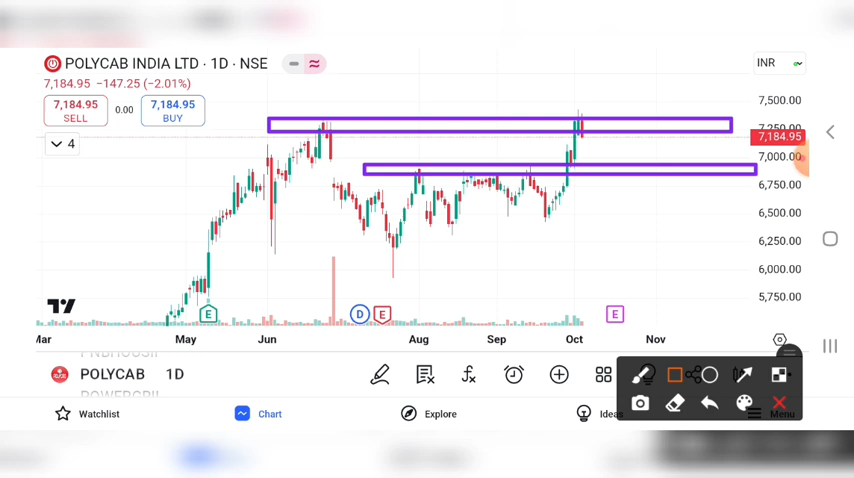 POLYCAB INDIA LTD · 1D · NSE
INR
7,184.95 −147.25 (−2.01%)
7,184.95
SELL
0.00
7,184.95
BUY
4
7,500.00
7,250.00
7,184.95
7,000.00
6,750.00
6,500.00
6,250.00
6,000.00
5,750.00
E
D
E
E
Mar
May
Jun
Aug
Sep
Oct
Nov
POLYCAB 1D
Watchlist
Chart
Explore
Ideas
Menu